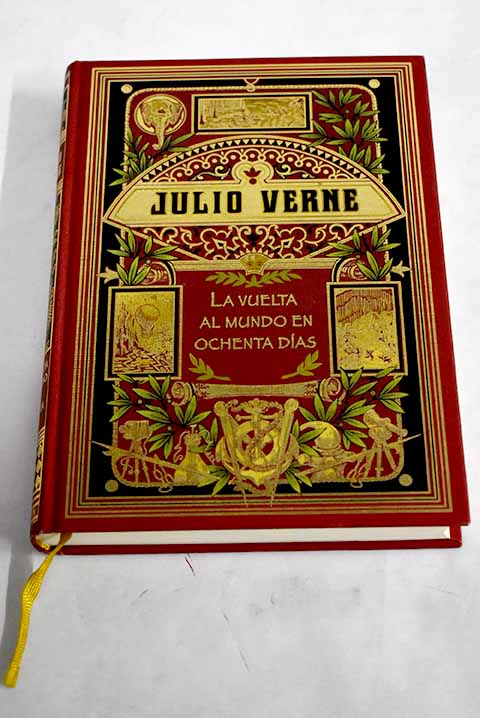 JULIO VERNE
LA VUELTA
AL MUNDO EN
OCHENTA DÍAS